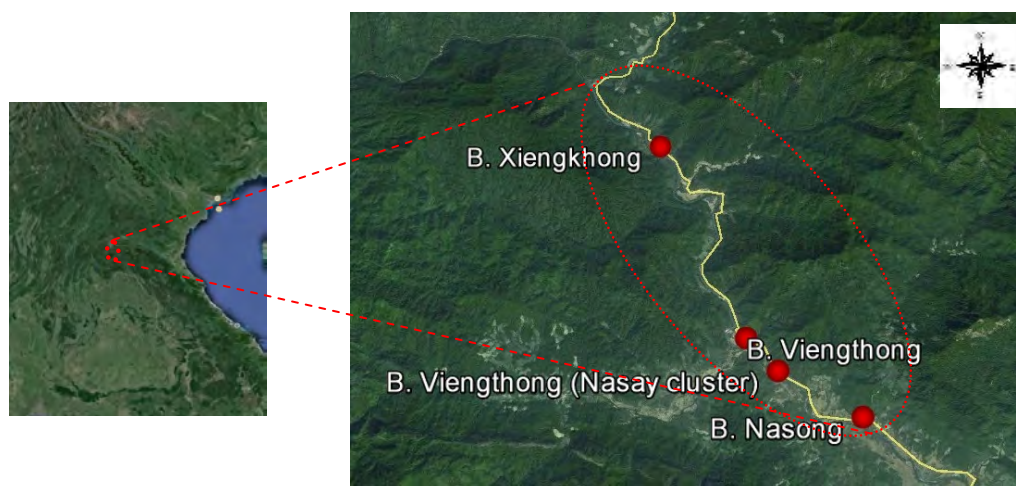 B. Xiengkhong
B. Viengthong
B. Viengthong (Nasay cluster)
B. Nasong